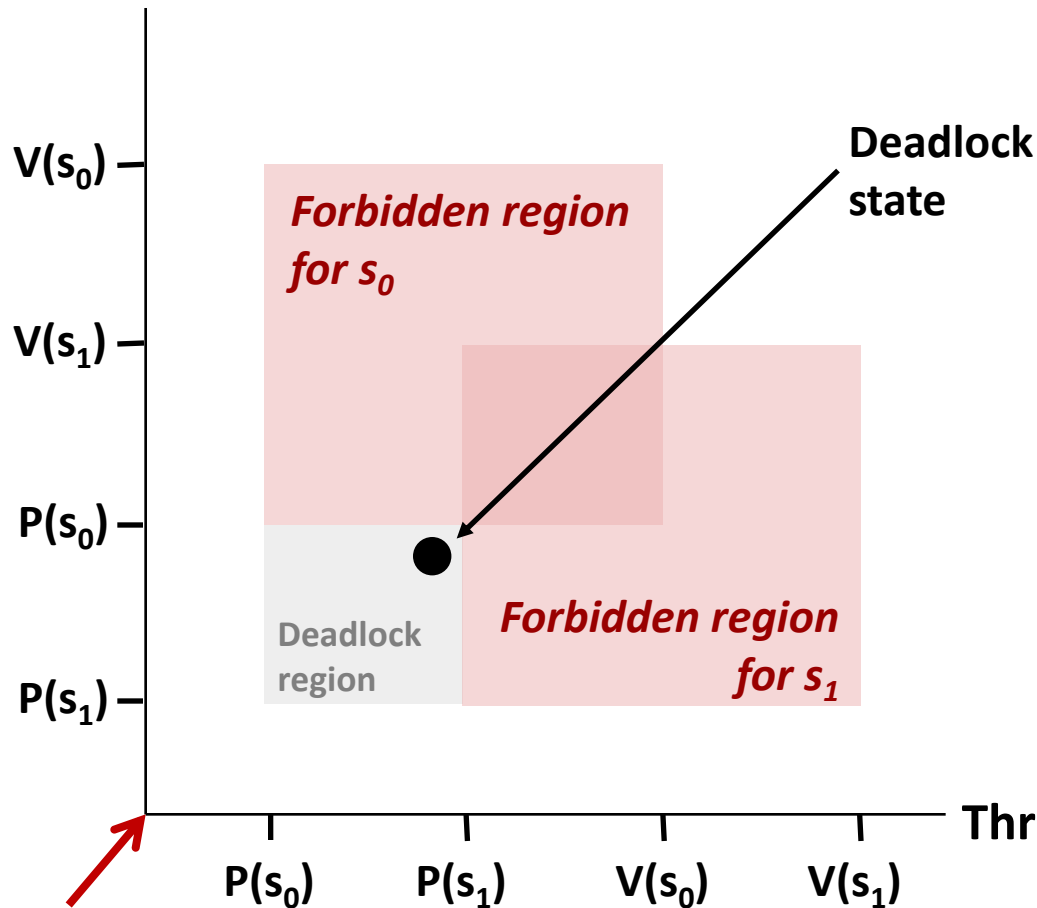 Deadlock
state
V(s₀)
Forbidden region
for s₀
V(s₁)
P(s₀)
Deadlock
region
Forbidden region
for s₁
P(s₁)
Thr
P(s₀) P(s₁) V(s₀) V(s₁)